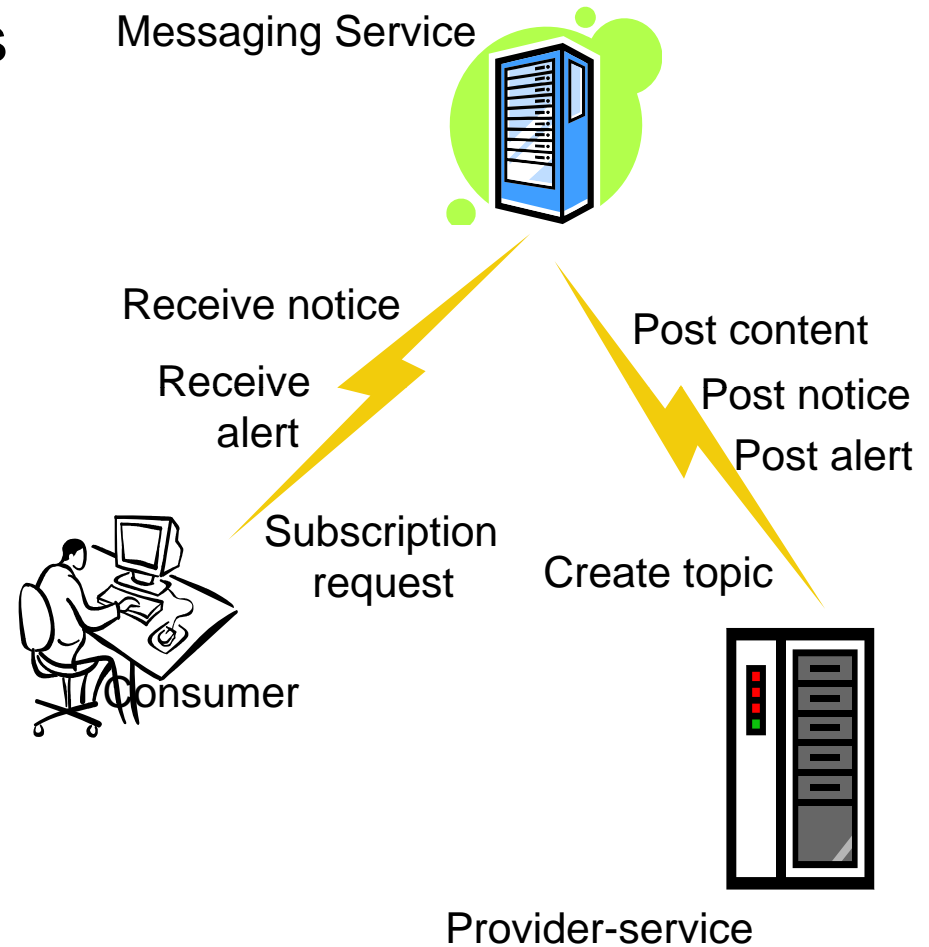 s
Messaging Service
Receive notice
Receive
alert
Post content
Post notice
Post alert
Subscription
request
Create topic
Consumer
Provider-service